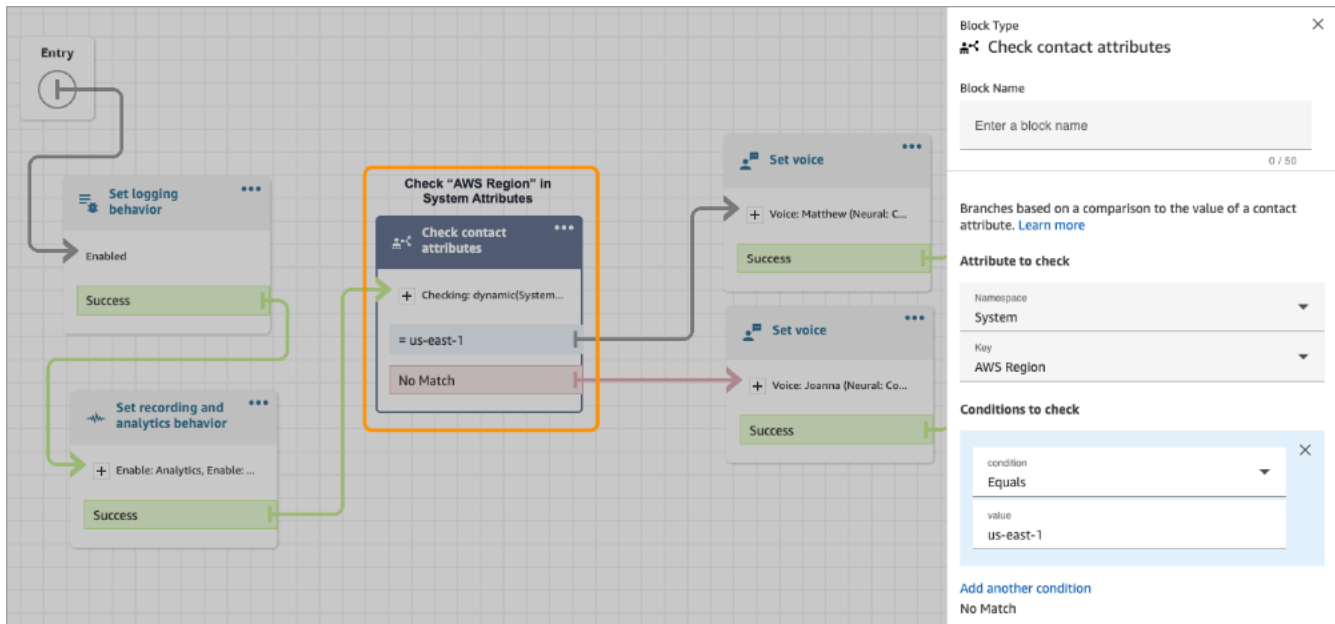 Entry
Set logging
behavior
Enabled
Success
Set recording and
analytics behavior
Enable: Analytics, Enable: ...
Success
Check “AWS Region” in
System Attributes
Check contact
attributes
Checking: dynamic(System...
= us-east-1
No Match
Set voice
Voice: Matthew (Neural: C...
Success
Set voice
Voice: Joanna (Neural: Co...
Success
Block Type
Check contact attributes
Block Name
Enter a block name
0 / 50
Branches based on a comparison to the value of a contact
attribute. Learn more
Attribute to check
Namespace
System
Key
AWS Region
Conditions to check
condition
Equals
value
us-east-1
Add another condition
No Match